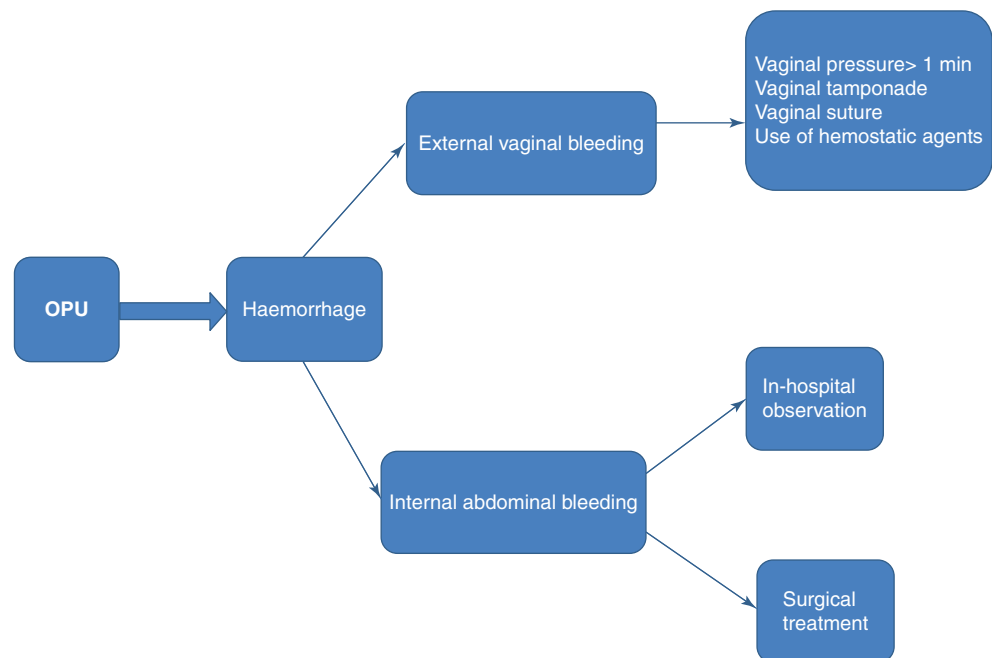 OPU
Haemorrhage
External vaginal bleeding
Vaginal pressure> 1 min
Vaginal tamponade
Vaginal suture
Use of hemostatic agents
Internal abdominal bleeding
In-hospital
observation
Surgical
treatment